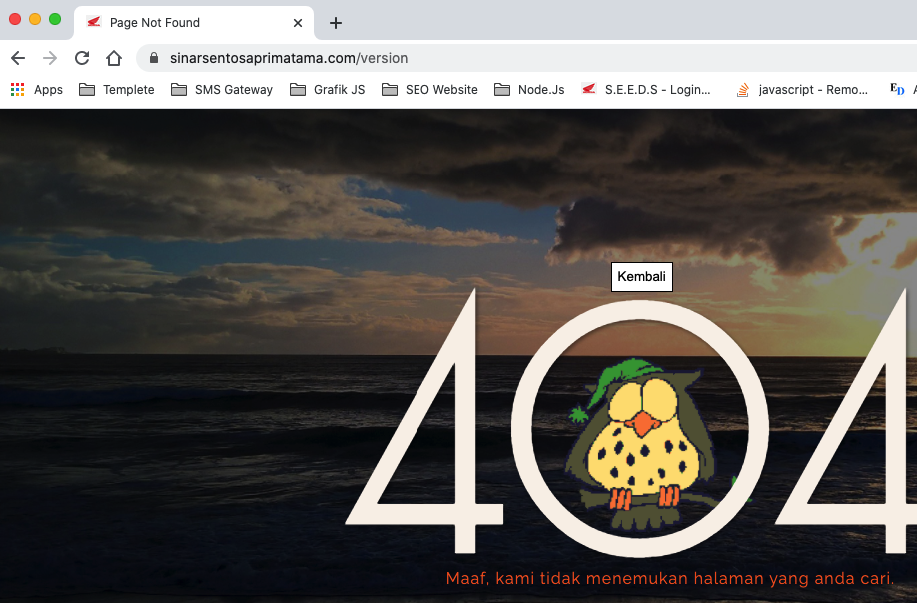 Page Not Found
sinarsentosaprimatama.com/version
Apps Templete SMS Gateway Grafik JS SEO Website Node.Js S.E.E.D.S - Login... javascript - Remo... ED A
Kembali
404
Maaf, kami tidak menemukan halaman yang anda cari.